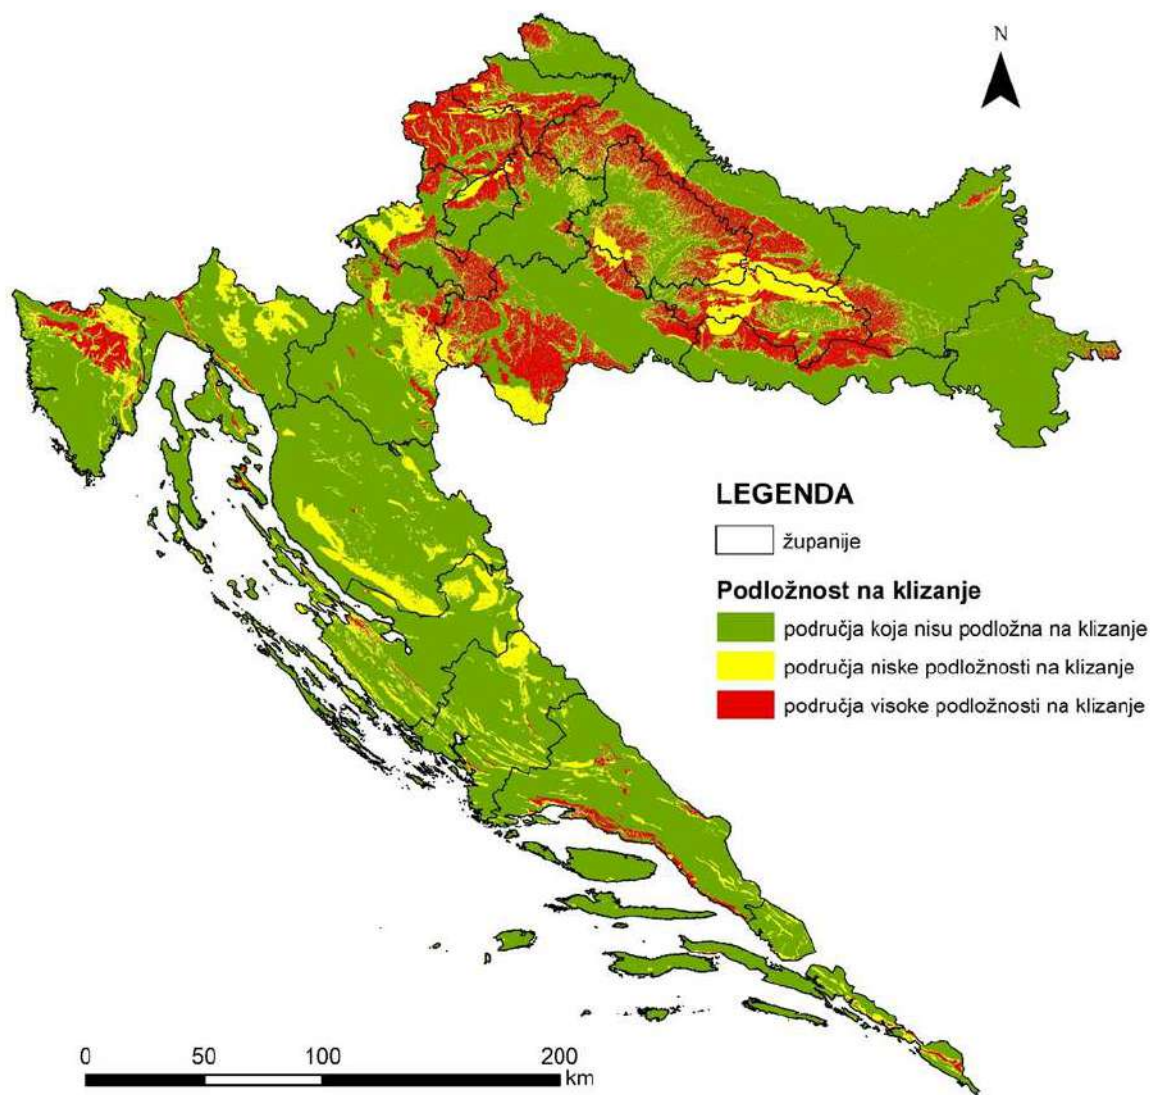 N
LEGENDA
županije
Podložnost na klizanje
područja koja nisu podložna na klizanje
područja niske podložnosti na klizanje
područja visoke podložnosti na klizanje
0 50 100 200
km